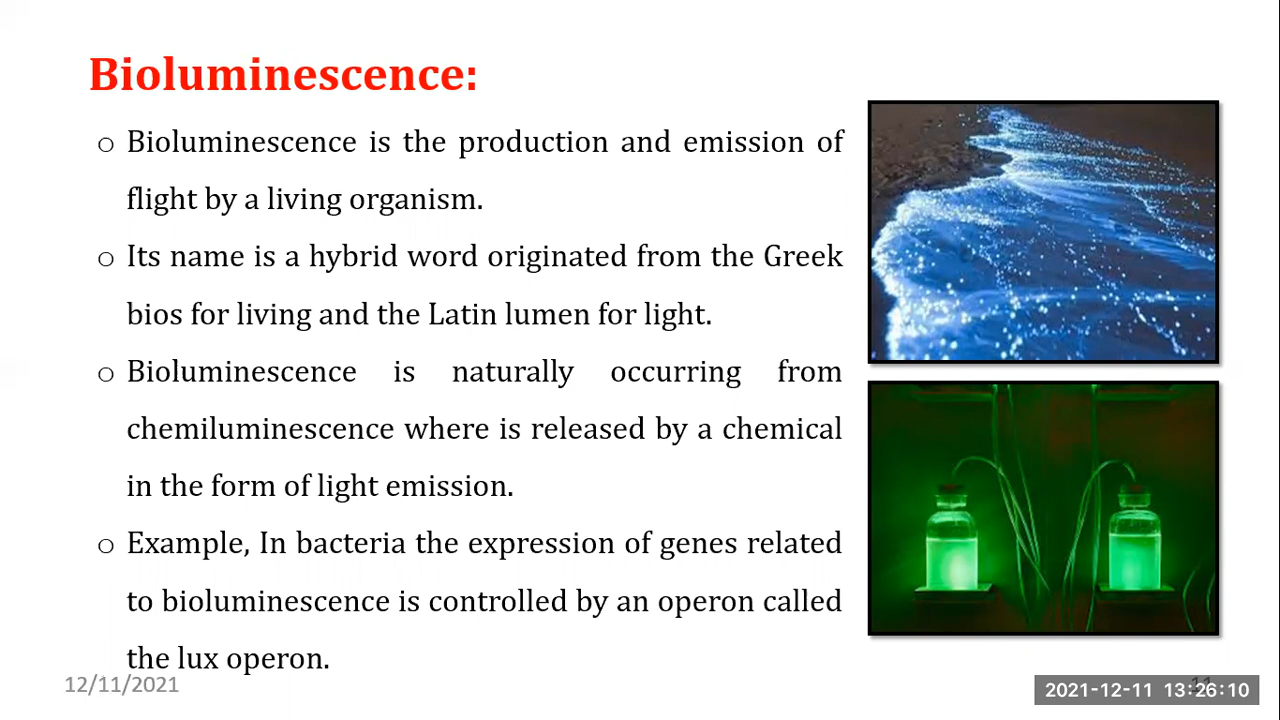 Bioluminescence:
o Bioluminescence is the production and emission of
flight by a living organism.
o Its name is a hybrid word originated from the Greek
bios for living and the Latin lumen for light.
o Bioluminescence is naturally occurring from
chemiluminescence where is released by a chemical
in the form of light emission.
o Example, In bacteria the expression of genes related
to bioluminescence is controlled by an operon called
the lux operon.
12/11/2021
2021-12-11 13:26:10